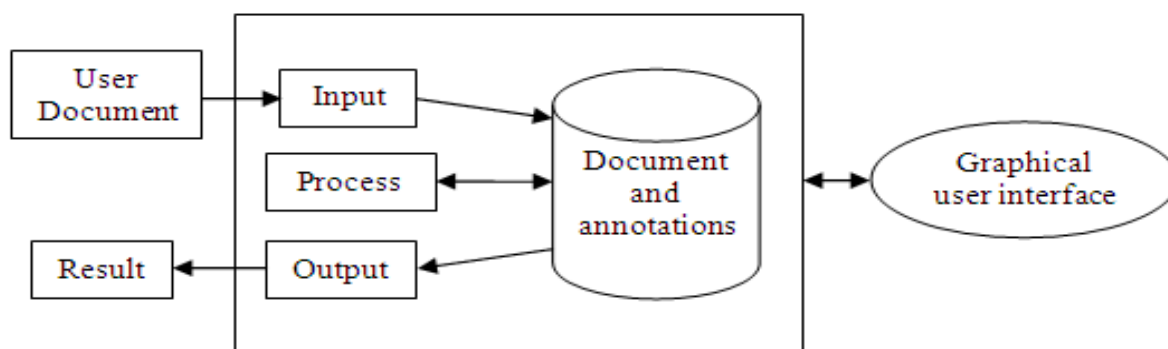 User
Document
Input
Process
Output
Result
Document
and
annotations
Graphical
user interface